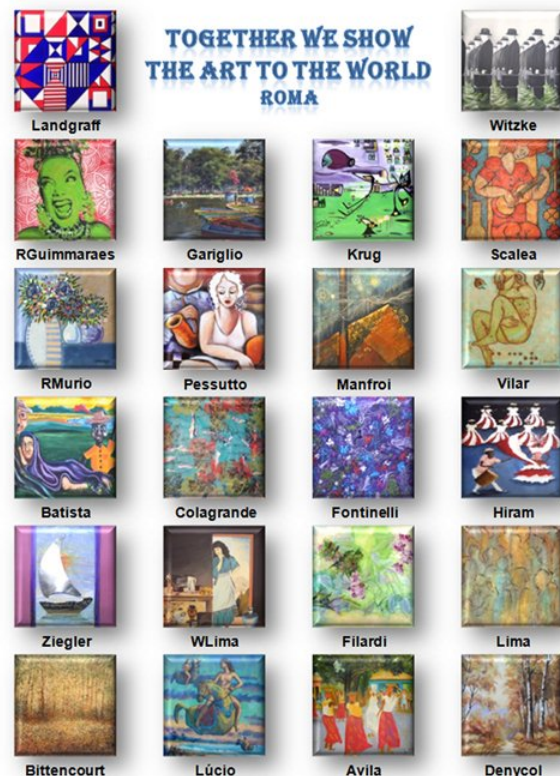 TOGETHER WE SHOW
THE ART TO THE WORLD
ROMA
Landgraff
Witzke
RGuimmaraes
Gariglio
Krug
Scalea
RMurio
Pessutto
Manfroi
Vilar
Batista
Colagrande
Fontinelli
Hiram
Ziegler
WLima
Filardi
Lima
Bittencourt
Lúcio
Avila
Denycol